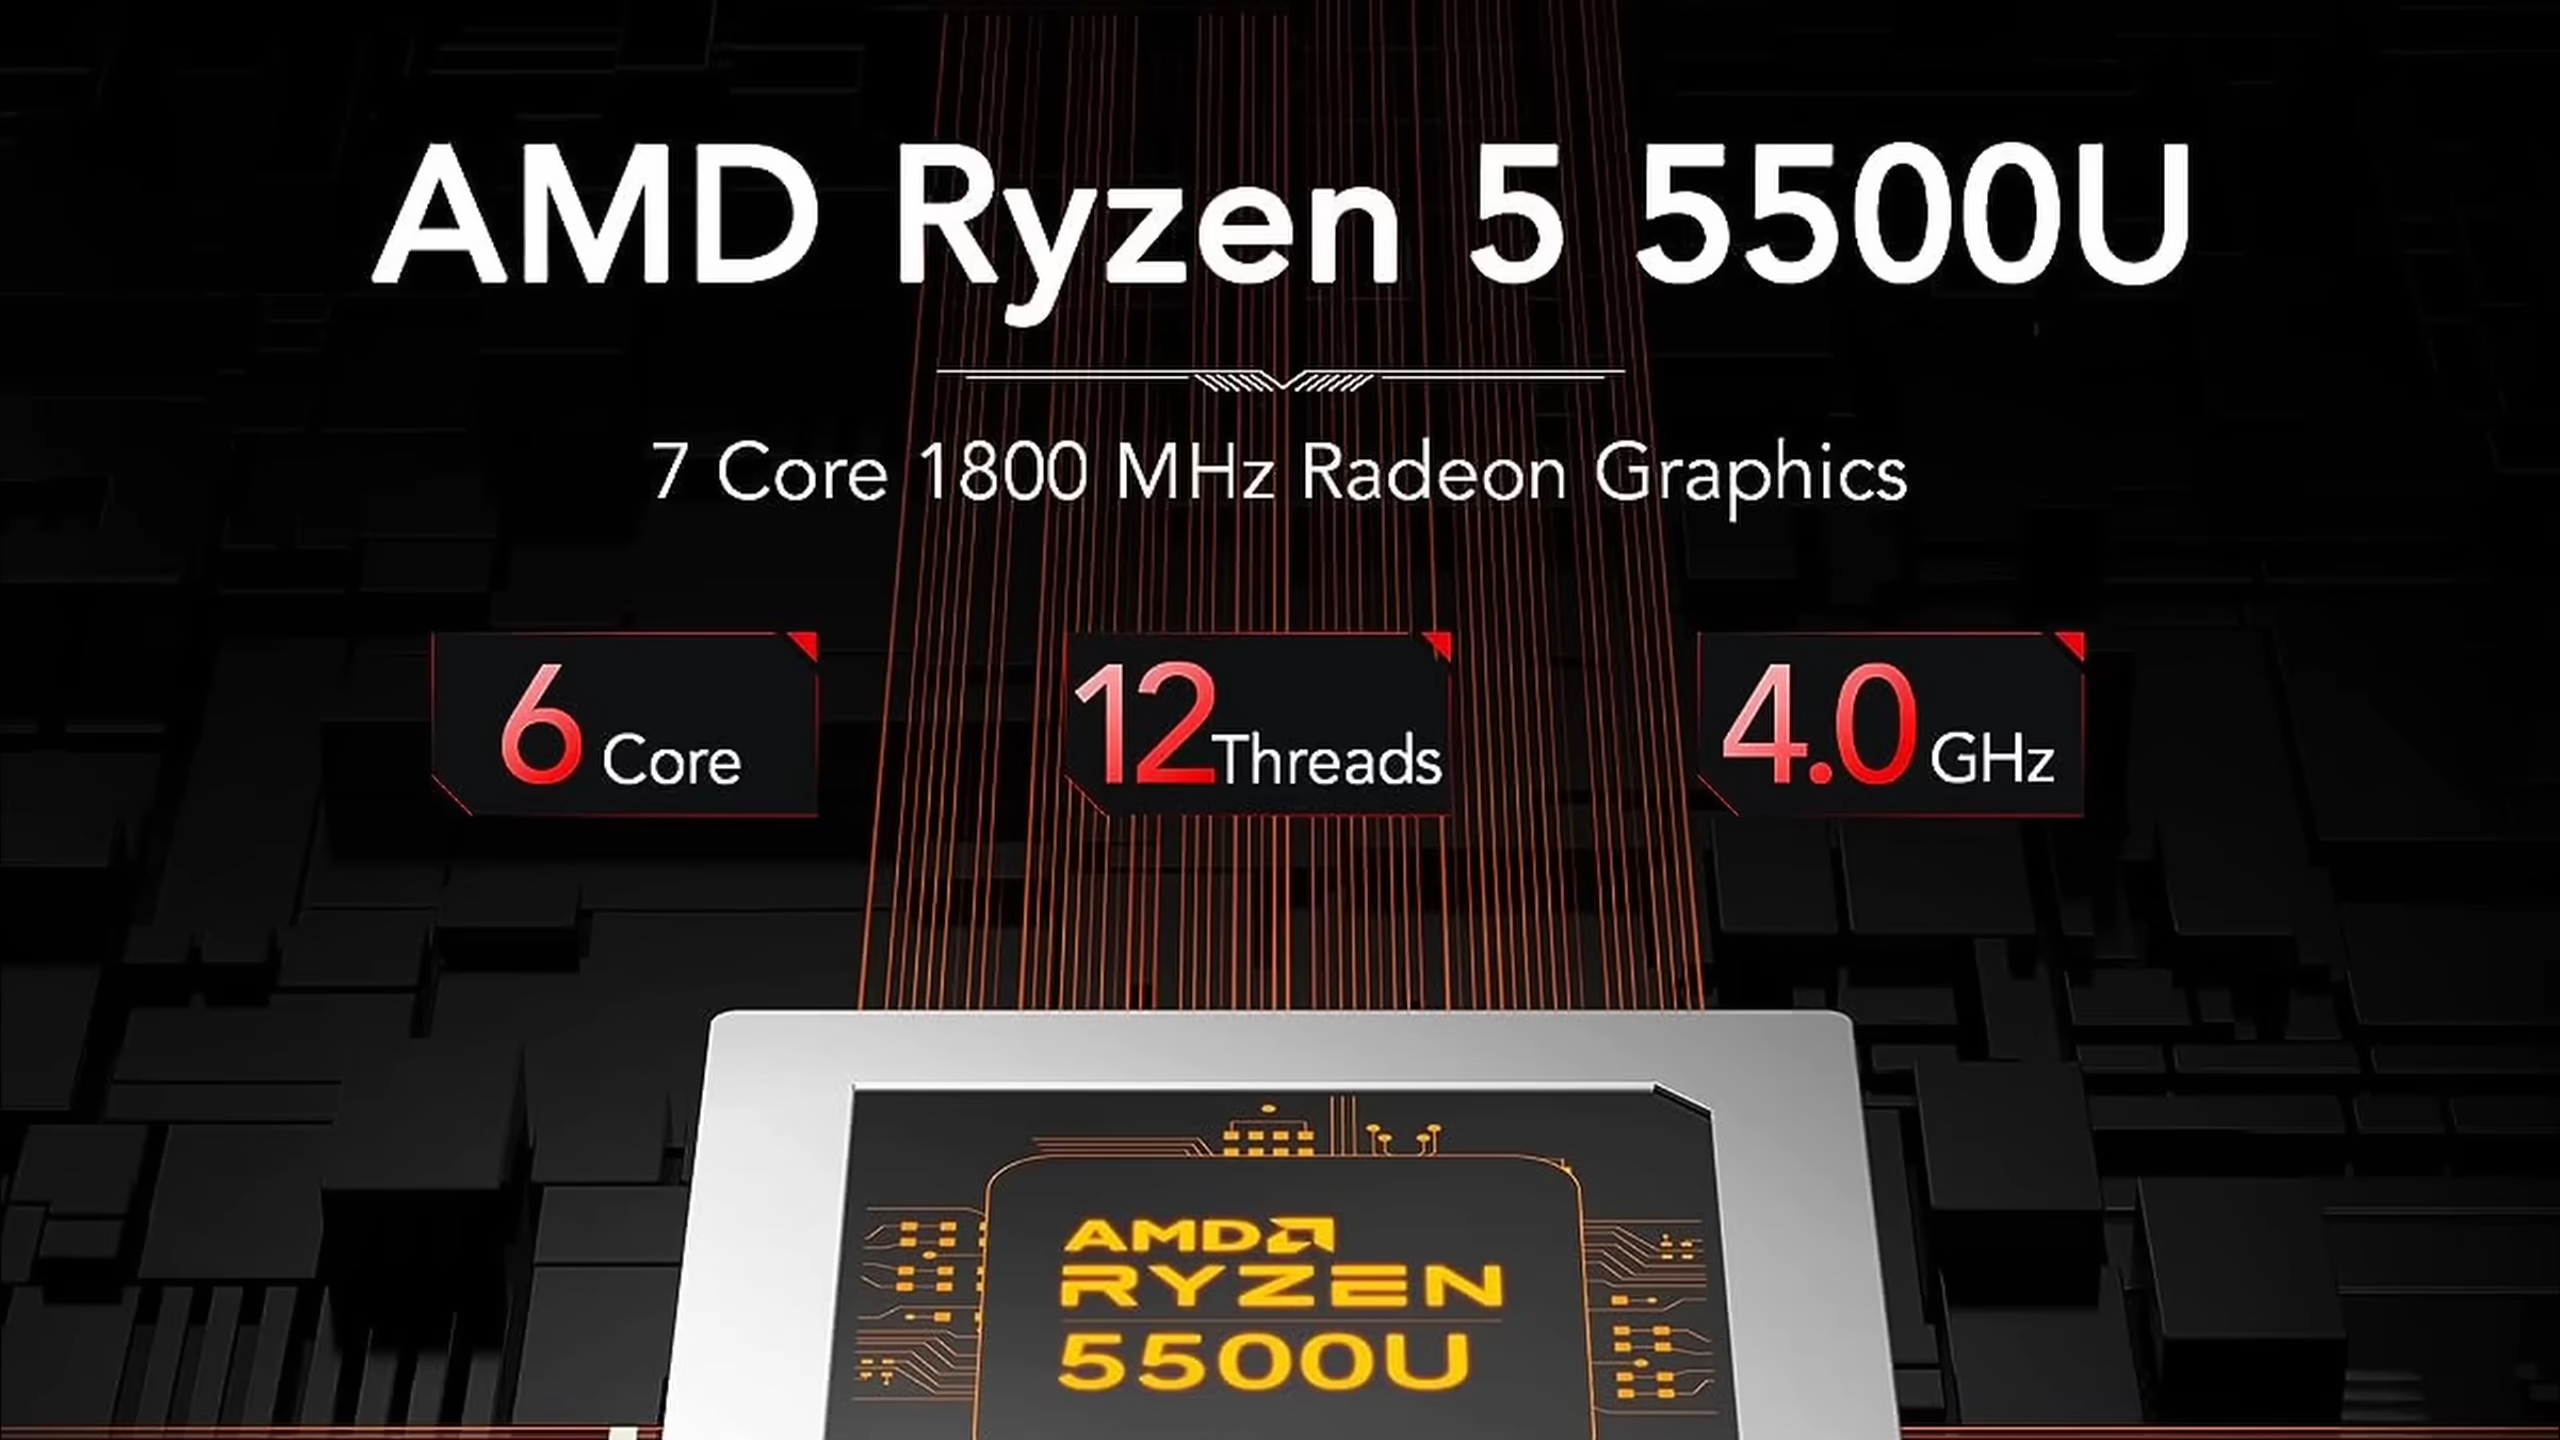 AMD Ryzen 5 5500U
7 Core 1800 MHz Radeon Graphics
6 Core
12 Threads
4.0 GHz
AMD
RYZEN
5500U